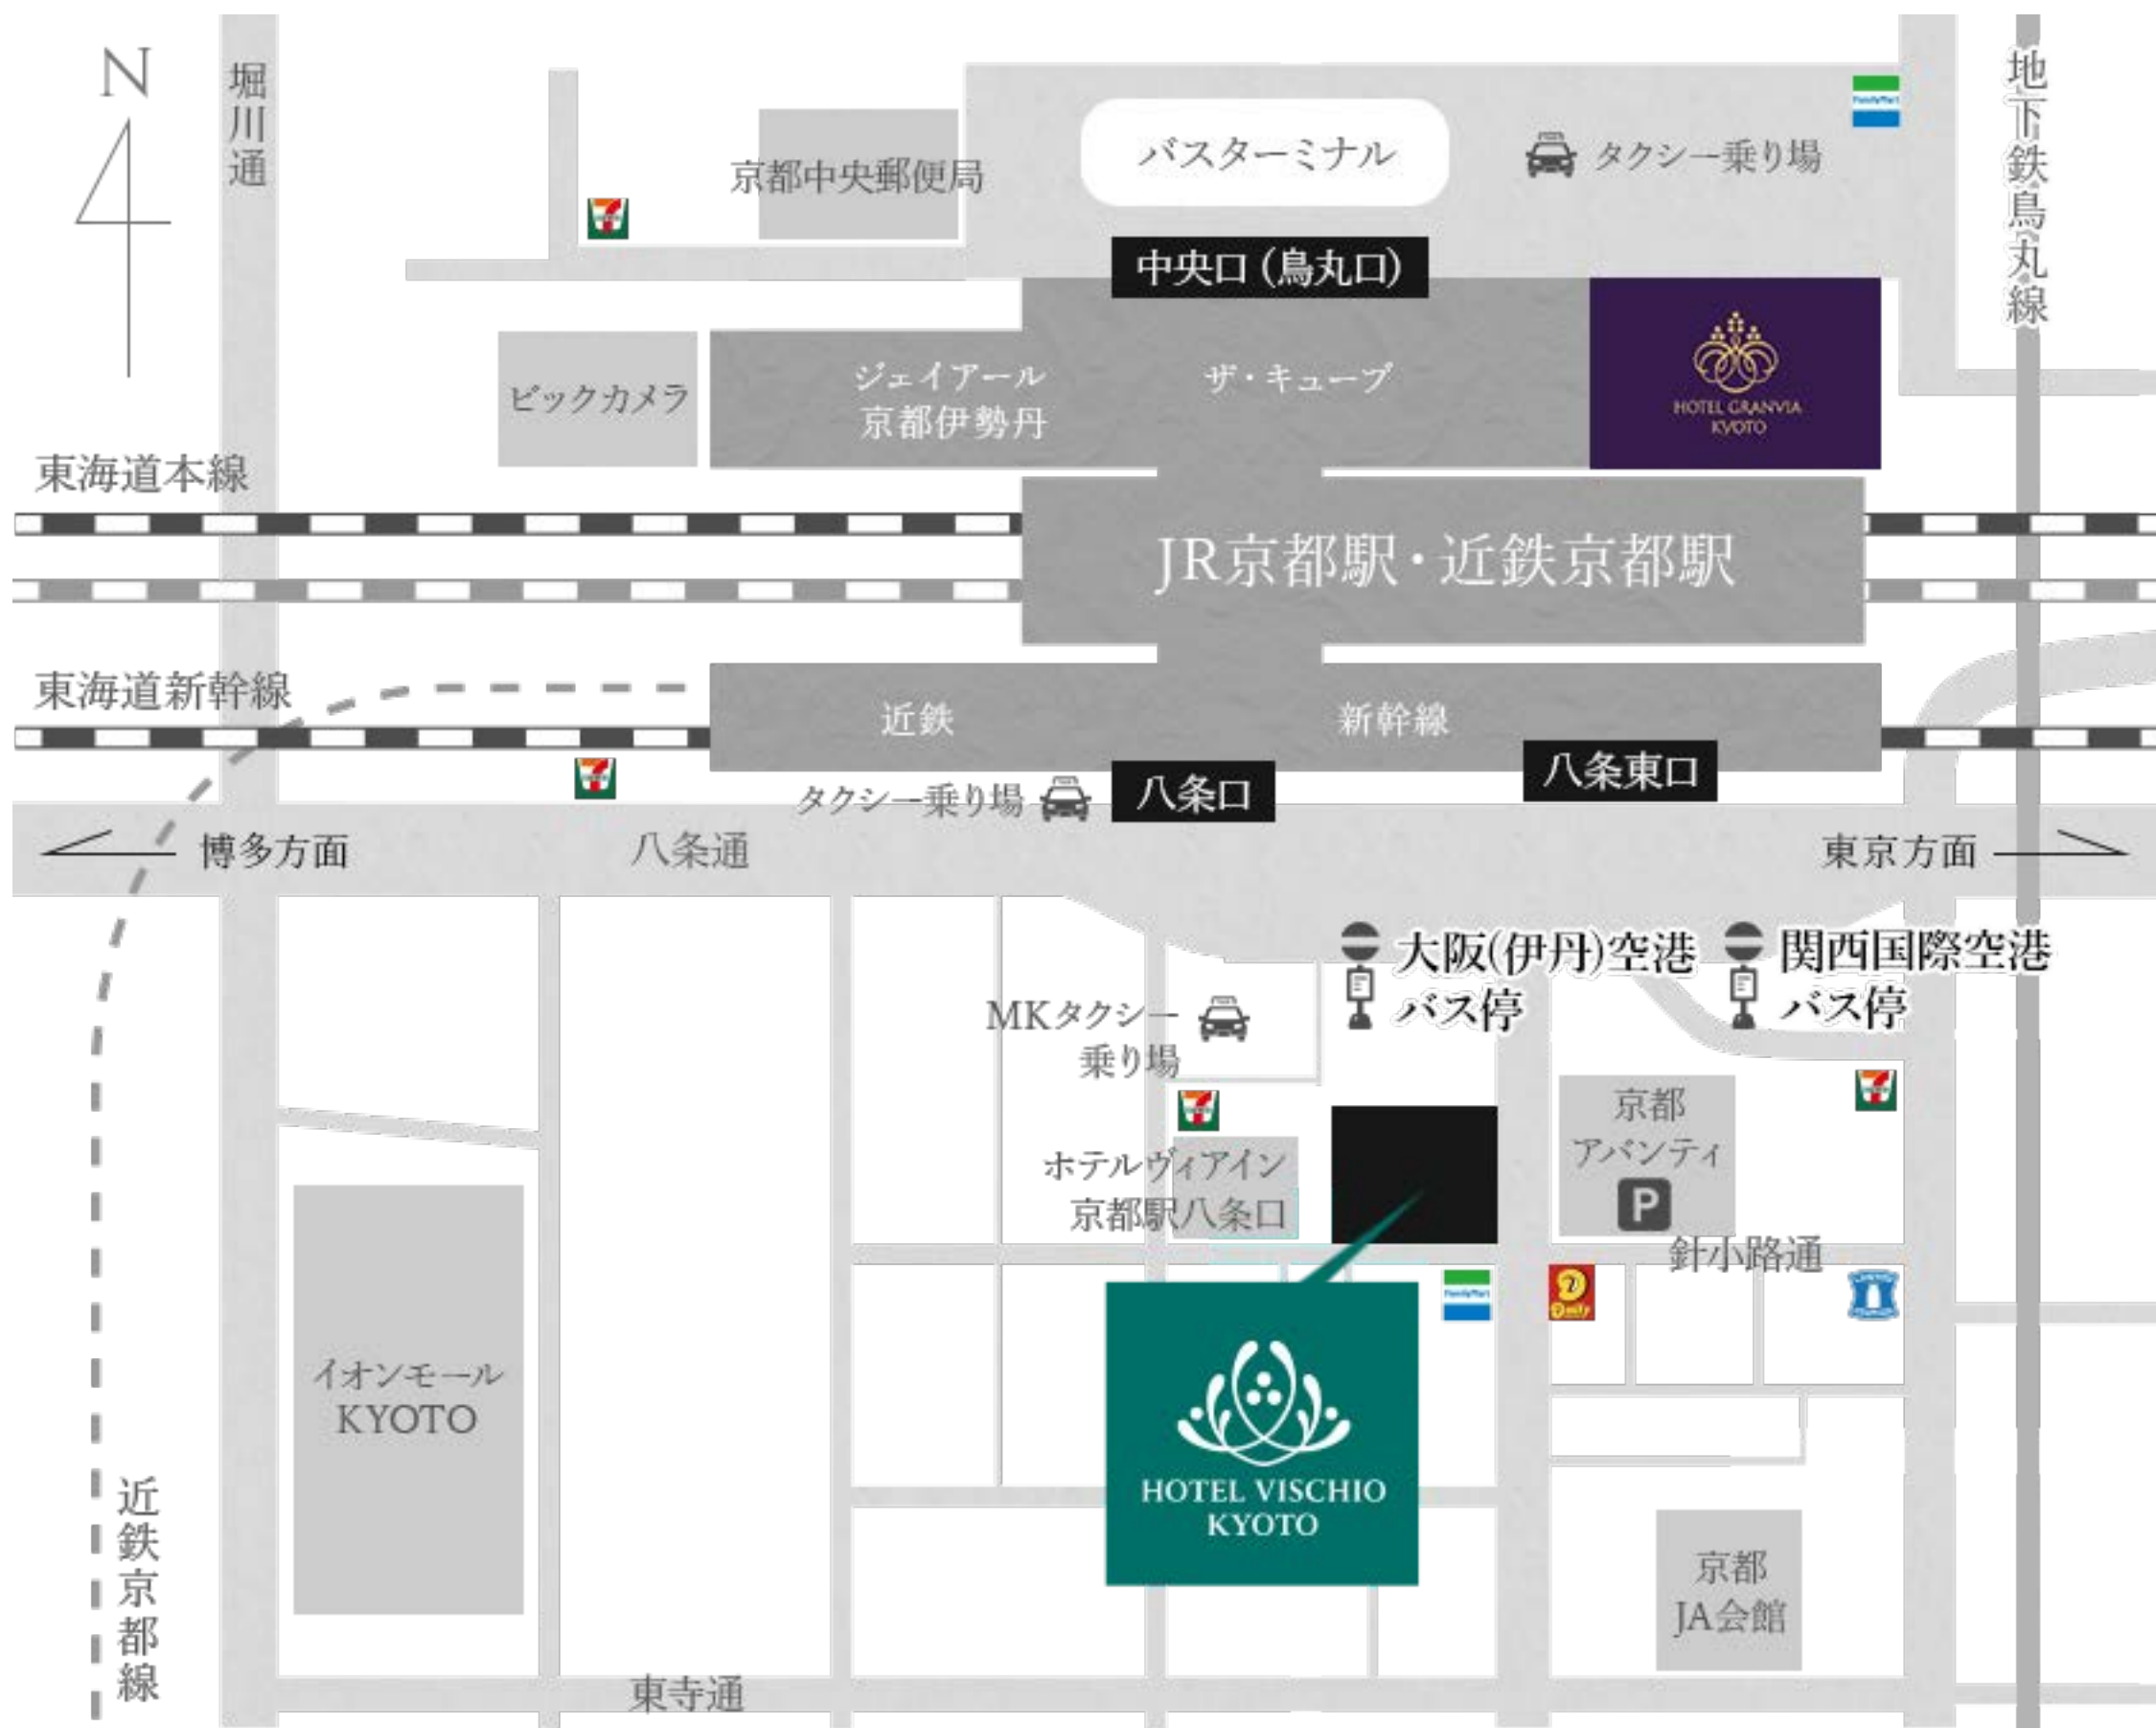 N
堀川通
地下鉄烏丸線
バスターミナル
タクシー乗り場
FamilyMart
京都中央郵便局
中央口(烏丸口)
ビックカメラ
ジェイアール
京都伊勢丹
ザ・キューブ
HOTEL GRANVIA
KYOTO
東海道本線
JR京都駅・近鉄京都駅
東海道新幹線
近鉄
新幹線
八条東口
タクシー乗り場
八条口
博多方面
八条通
東京方面
大阪(伊丹)空港
バス停
関西国際空港
バス停
MKタクシー
乗り場
京都
アバンティ
P
ホテルヴィアイン
京都駅八条口
針小路通
FamilyMart
Daily
イオンモール
KYOTO
HOTEL VISCHIO
KYOTO
近鉄京都線
京都
JA会館
東寺通